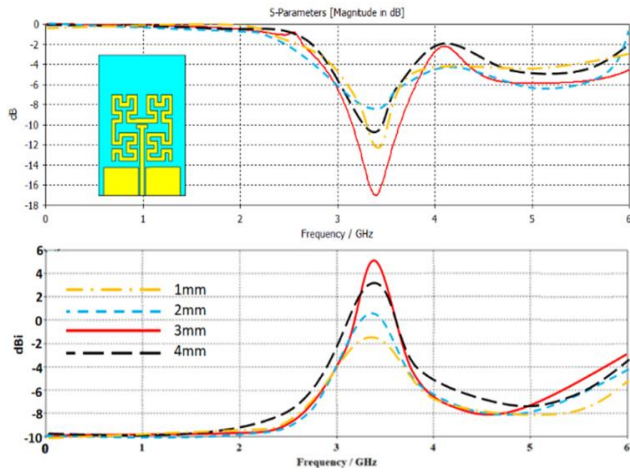 S-Parameters [Magnitude in dB]
0
-2
-4
-6
-8
-10
-12
-14
-16
-18
dB
0 1 2 3 4 5 6
Frequency / GHz
6
4
2
0
-2
-4
-6
-8
-10
dBi
1mm
2mm
3mm
4mm
0 1 2 3 4 5 6
Frequency / GHz